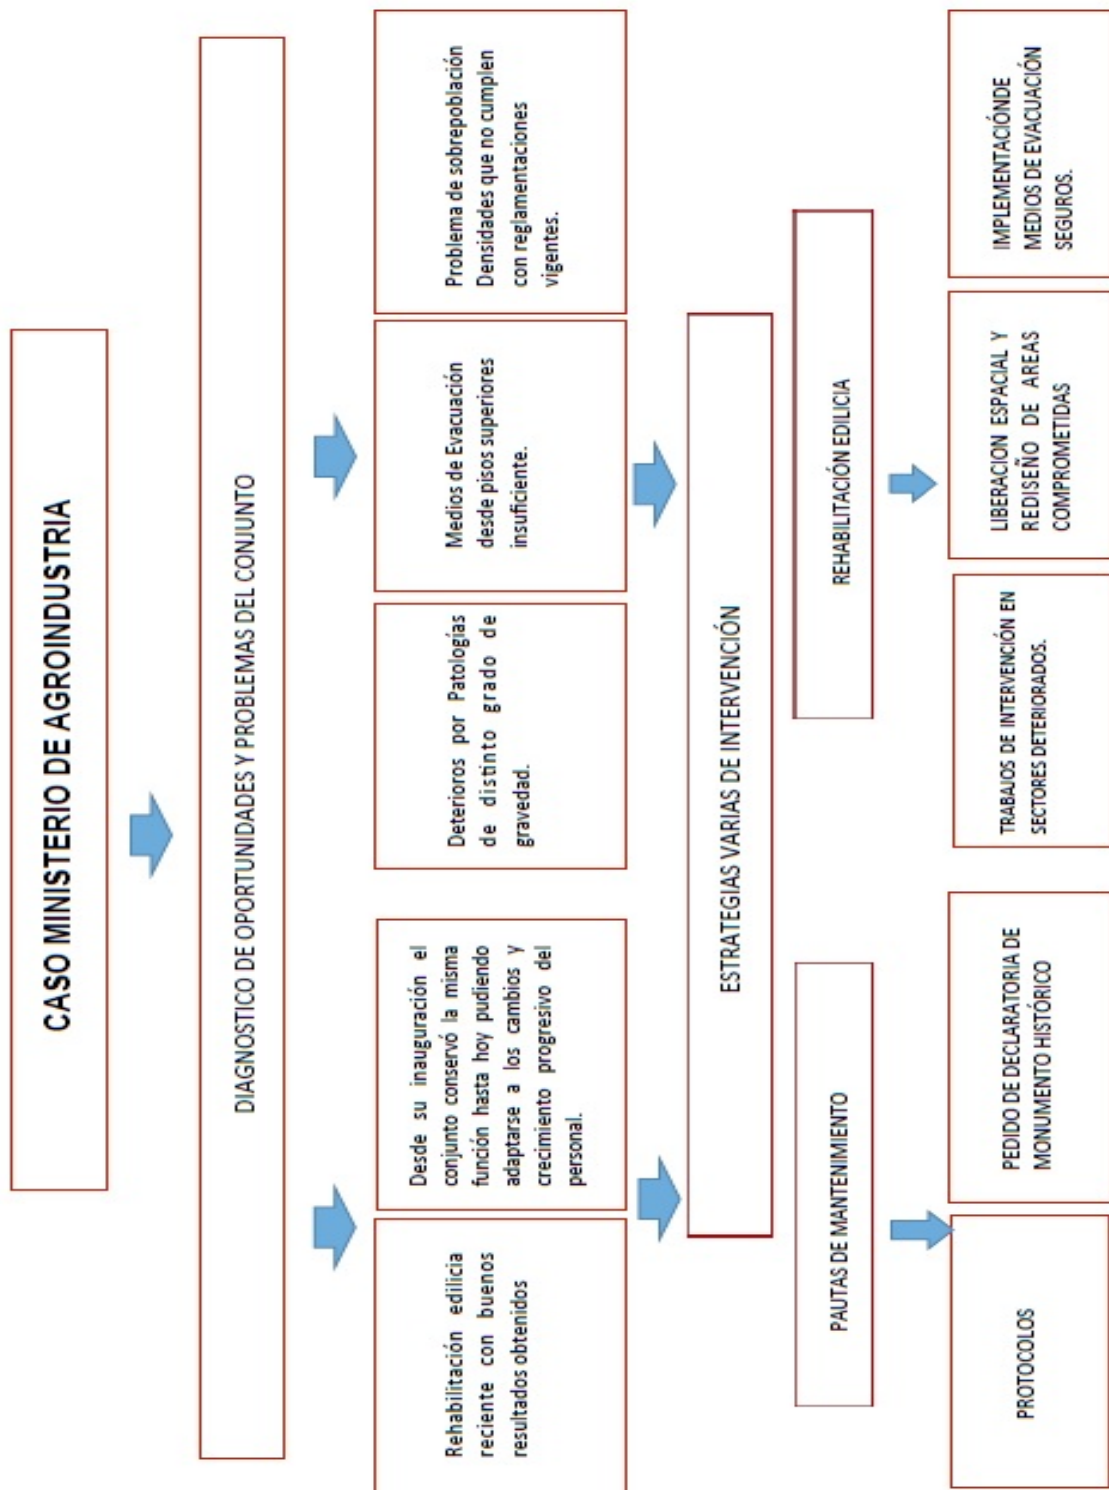 CASO MINISTERIO DE AGROINDUSTRIA
DIAGNOSTICO DE OPORTUNIDADES Y PROBLEMAS DEL CONJUNTO
Rehabilitación edilicia
reciente con buenos
resultados obtenidos
Desde su inauguración el
conjunto conservó la misma
función hasta hoy pudiendo
adaptarse a los cambios y
crecimiento progresivo del
personal.
Deterioros por Patologías
de distinto grado de
gravedad.
Medios de Evacuación
desde pisos superiores
insuficiente.
Problema de sobrepoblación
Densidades que no cumplen
con reglamentaciones
vigentes.
ESTRATEGIAS VARIAS DE INTERVENCIÓN
PAUTAS DE MANTENIMIENTO
REHABILITACIÓN EDILICIA
PROTOCOLOS
PEDIDO DE DECLARATORIA DE
MONUMENTO HISTÓRICO
TRABAJOS DE INTERVENCIÓN EN
SECTORES DETERIORADOS.
LIBERACION ESPACIAL Y
REDISEÑO DE AREAS
COMPROMETIDAS
IMPLEMENTACIÓNDE
MEDIOS DE EVACUACIÓN
SEGUROS.